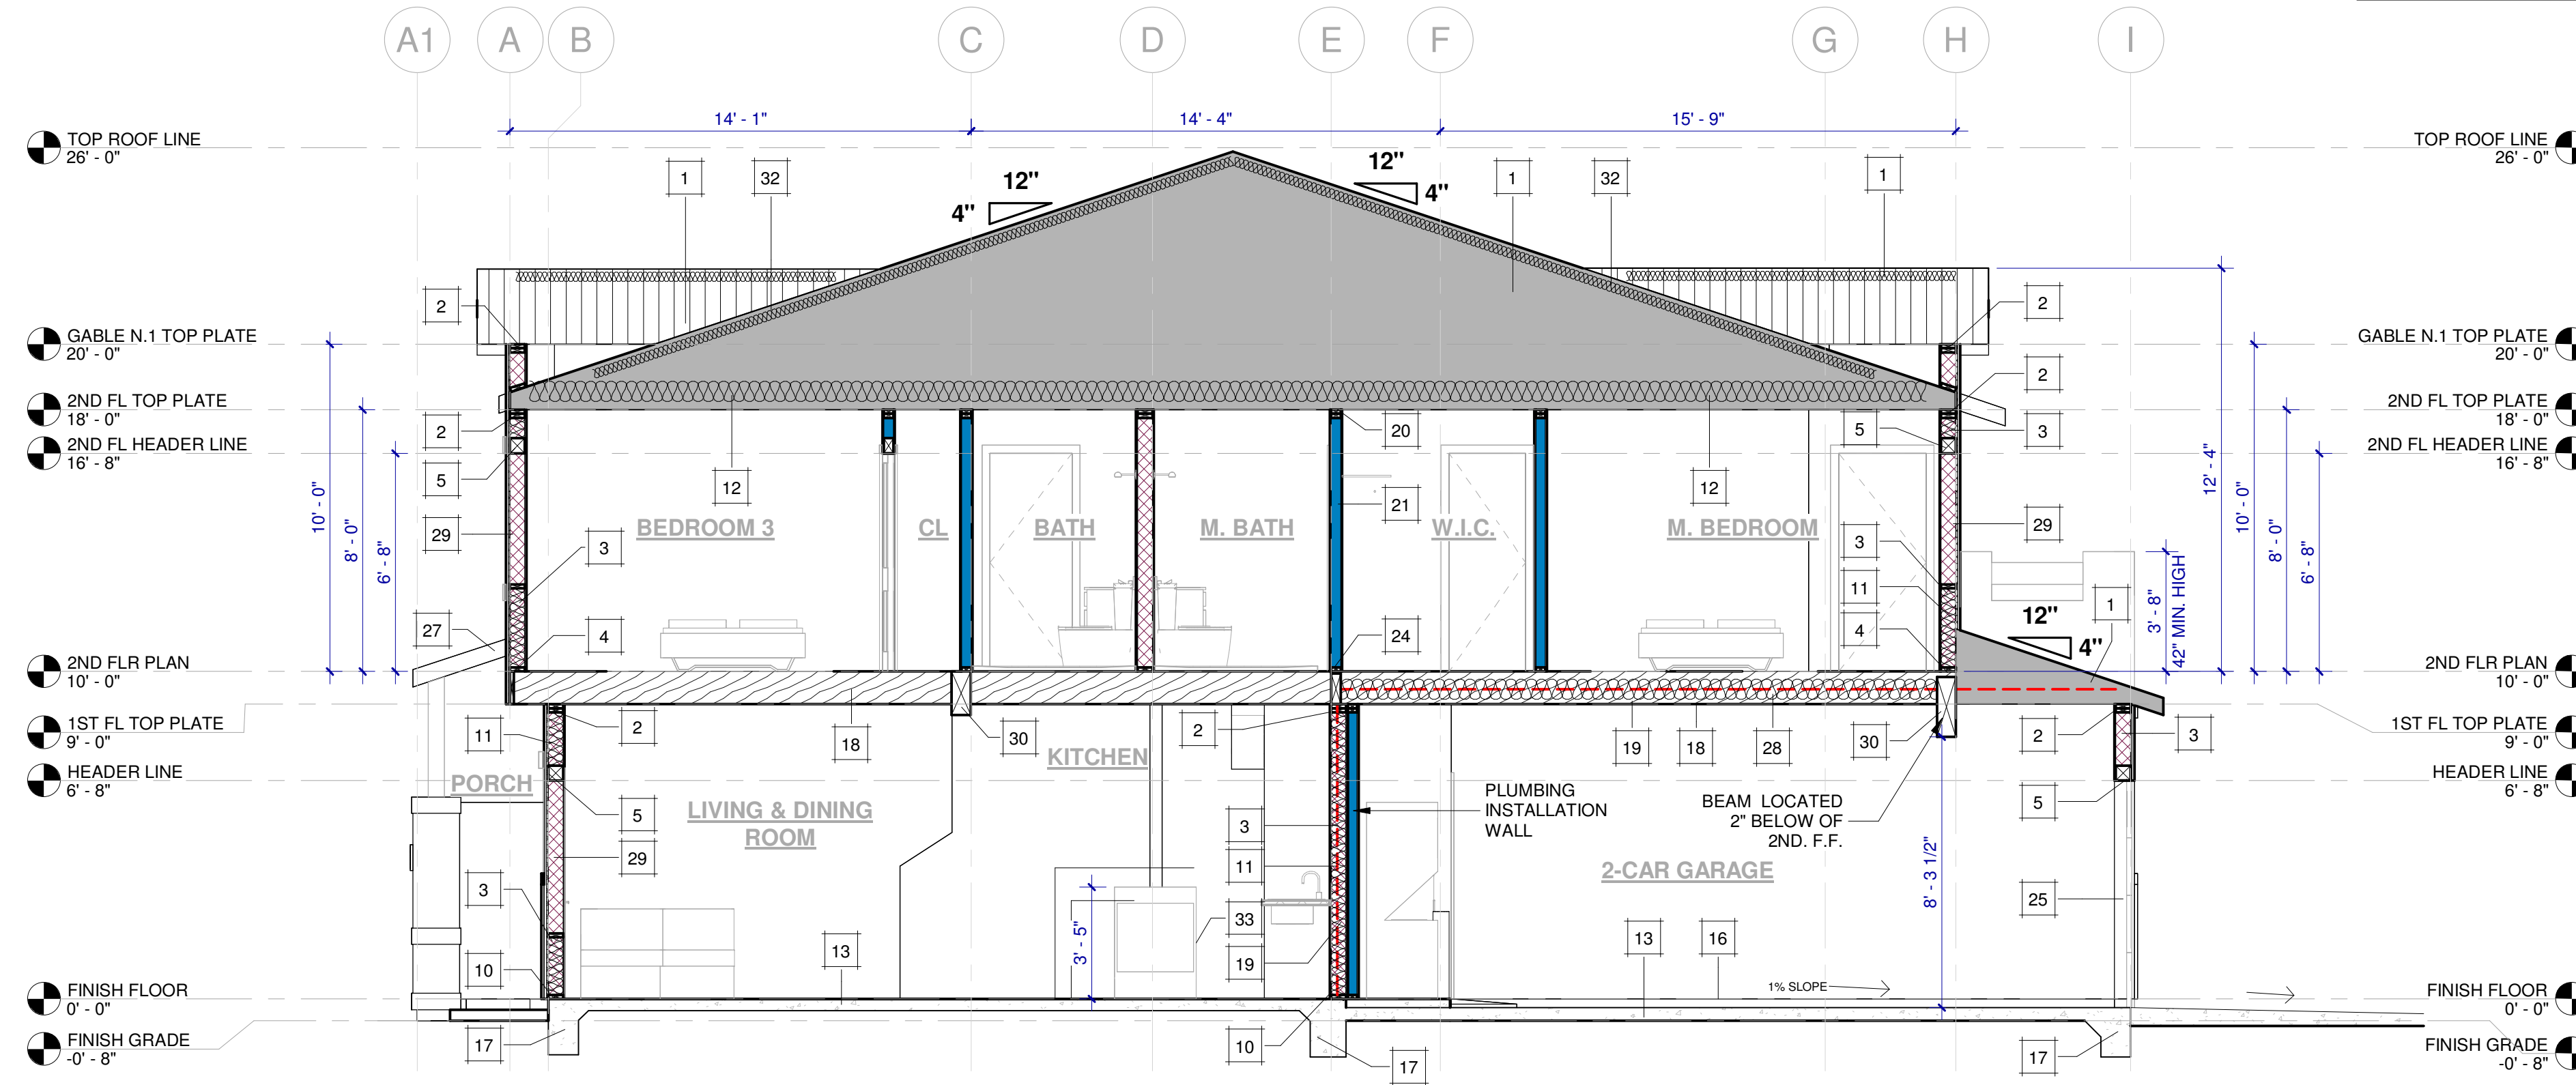 A1 A B C D E F G H I
14' - 1" 14' - 4" 15' - 9"
TOP ROOF LINE
26' - 0"
TOP ROOF LINE
26' - 0"
1 32 12" 4" 12" 4" 1 32 1
2 2
GABLE N.1 TOP PLATE
20' - 0"
GABLE N.1 TOP PLATE
20' - 0"
2
2ND FL TOP PLATE
18' - 0"
2ND FL TOP PLATE
18' - 0"
2 20 5 3
2ND FL HEADER LINE
16' - 8"
2ND FL HEADER LINE
16' - 8"
5 12 21 12
10' - 0" 8' - 0" 6' - 8"
12' - 4" 10' - 0" 8' - 0" 6' - 8"
29 BEDROOM 3 CL BATH M. BATH W.I.C. M. BEDROOM 29
3 3
11
27 4 24 4
12" 4" 1
3' - 8"
42" MIN. HIGH
2ND FLR PLAN
10' - 0"
2ND FLR PLAN
10' - 0"
1ST FL TOP PLATE
9' - 0"
1ST FL TOP PLATE
9' - 0"
11 2 18 30 2 19 18 28 30 2 3
KITCHEN
HEADER LINE
6' - 8"
HEADER LINE
6' - 8"
PORCH
5 5
LIVING & DINING
ROOM
PLUMBING
INSTALLATION
WALL
BEAM LOCATED
2" BELOW OF
2ND. F.F.
3
29 11
8' - 3 1/2"
2-CAR GARAGE
3 33 25
3' - 5"
10 13 19 13 16
1% SLOPE
FINISH FLOOR
0' - 0"
FINISH FLOOR
0' - 0"
FINISH GRADE
-0' - 8"
FINISH GRADE
-0' - 8"
17 10 17 17